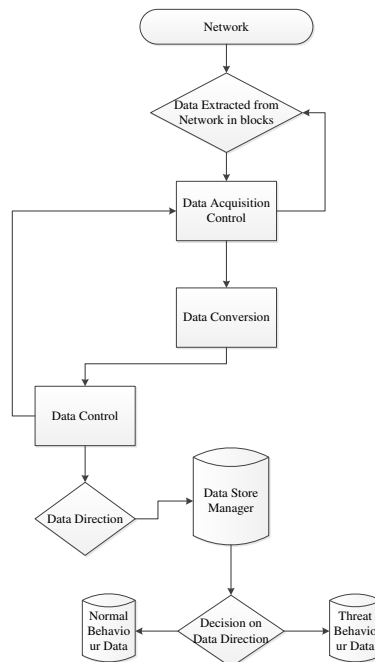 Network
Data Extracted from
Network in blocks
Data Acquisition
Control
Data Conversion
Data Control
Data Direction
Data Store
Manager
Decision on
Data Direction
Normal
Behavio
ur Data
Threat
Behavio
ur Data